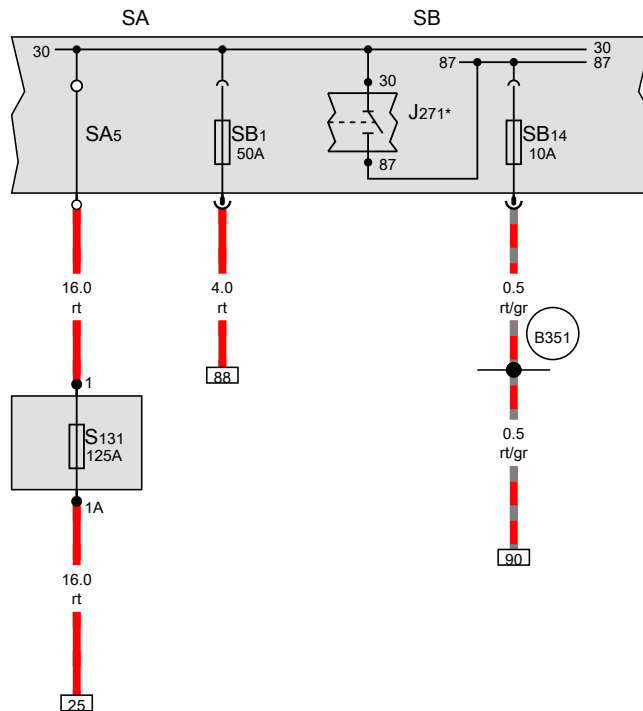 SA SB
30 30
87 87
30
SA5 SB1 J271* SB14
50A 10A
87
16.0 4.0 0.5
rt rt rt/gr
B351
88
1
S131
125A
0.5
rt/gr
1A
90
16.0
rt
25